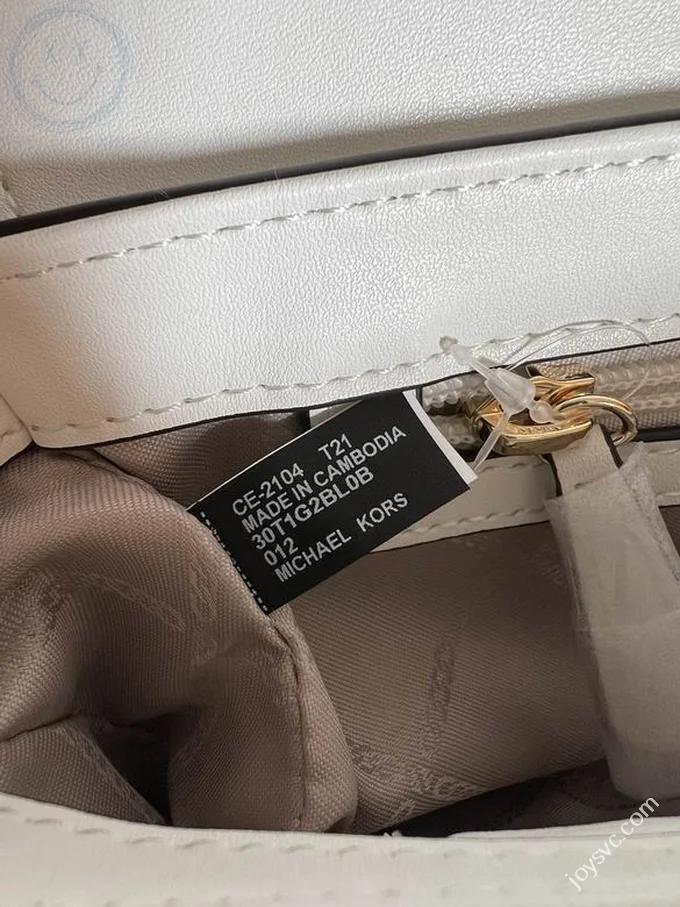 CE-2104 T21
MADE IN CAMBODIA
30T1G2BL0B
012
MICHAEL KORS
joysvc.com